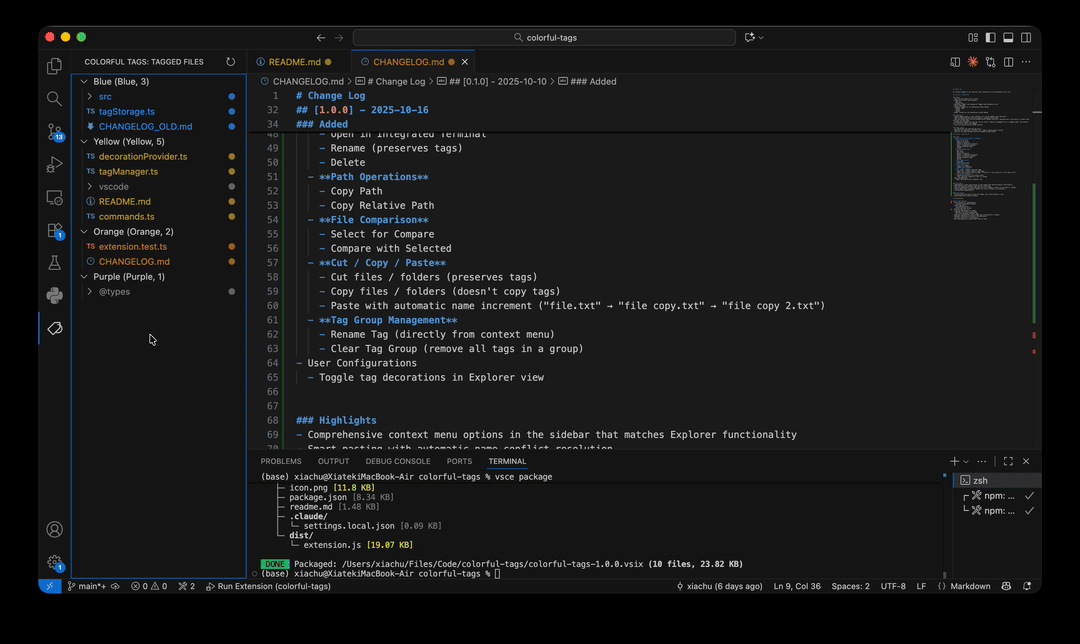 colorful-tags
COLORFUL TAGS: TAGGED FILES
Blue (Blue, 3)
src
TS tagStorage.ts
CHANGELOG_OLD.md
Yellow (Yellow, 5)
TS decorationProvider.ts
TS tagManager.ts
vscode
README.md
TS commands.ts
Orange (Orange, 2)
TS extension.test.ts
CHANGELOG.md
Purple (Purple, 1)
@types
13
1
1
README.md
CHANGELOG.md
CHANGELOG.md > # Change Log > ## [0.1.0] - 2025-10-10 > ### Added
1 # Change Log
32 ## [1.0.0] - 2025-10-16
34 ### Added
48 - Open in Integrated Terminal
49 - Rename (preserves tags)
50 - Delete
51 - **Path Operations**
52 - Copy Path
53 - Copy Relative Path
54 - **File Comparison**
55 - Select for Compare
56 - Compare with Selected
57 - **Cut / Copy / Paste**
58 - Cut files / folders (preserves tags)
59 - Copy files / folders (doesn't copy tags)
60 - Paste with automatic name increment ("file.txt" → "file copy.txt" → "file copy 2.txt")
61 - **Tag Group Management**
62 - Rename Tag (directly from context menu)
63 - Clear Tag Group (remove all tags in a group)
64 - User Configurations
65 - Toggle tag decorations in Explorer view
66
67
68 ### Highlights
69 - Comprehensive context menu options in the sidebar that matches Explorer functionality
70 - Smart pasting with automatic name conflict resolution
PROBLEMS OUTPUT DEBUG CONSOLE PORTS TERMINAL
(base) xiachu@XiatekiMacBook-Air colorful-tags % vsce package
├─ icon.png [11.8 KB]
├─ package.json [8.34 KB]
├─ readme.md [1.48 KB]
├─ .claude/
│ └─ settings.local.json [0.09 KB]
└─ dist/
└─ extension.js [19.07 KB]
DONE Packaged: /Users/xiachu/Files/Code/colorful-tags/colorful-tags-1.0.0.vsix (10 files, 23.82 KB)
(base) xiachu@XiatekiMacBook-Air colorful-tags %
zsh
npm: ...
npm: ...
main*+ 0 0 2 Run Extension (colorful-tags) xiachu (6 days ago) Ln 9, Col 36 Spaces: 2 UTF-8 LF {} Markdown